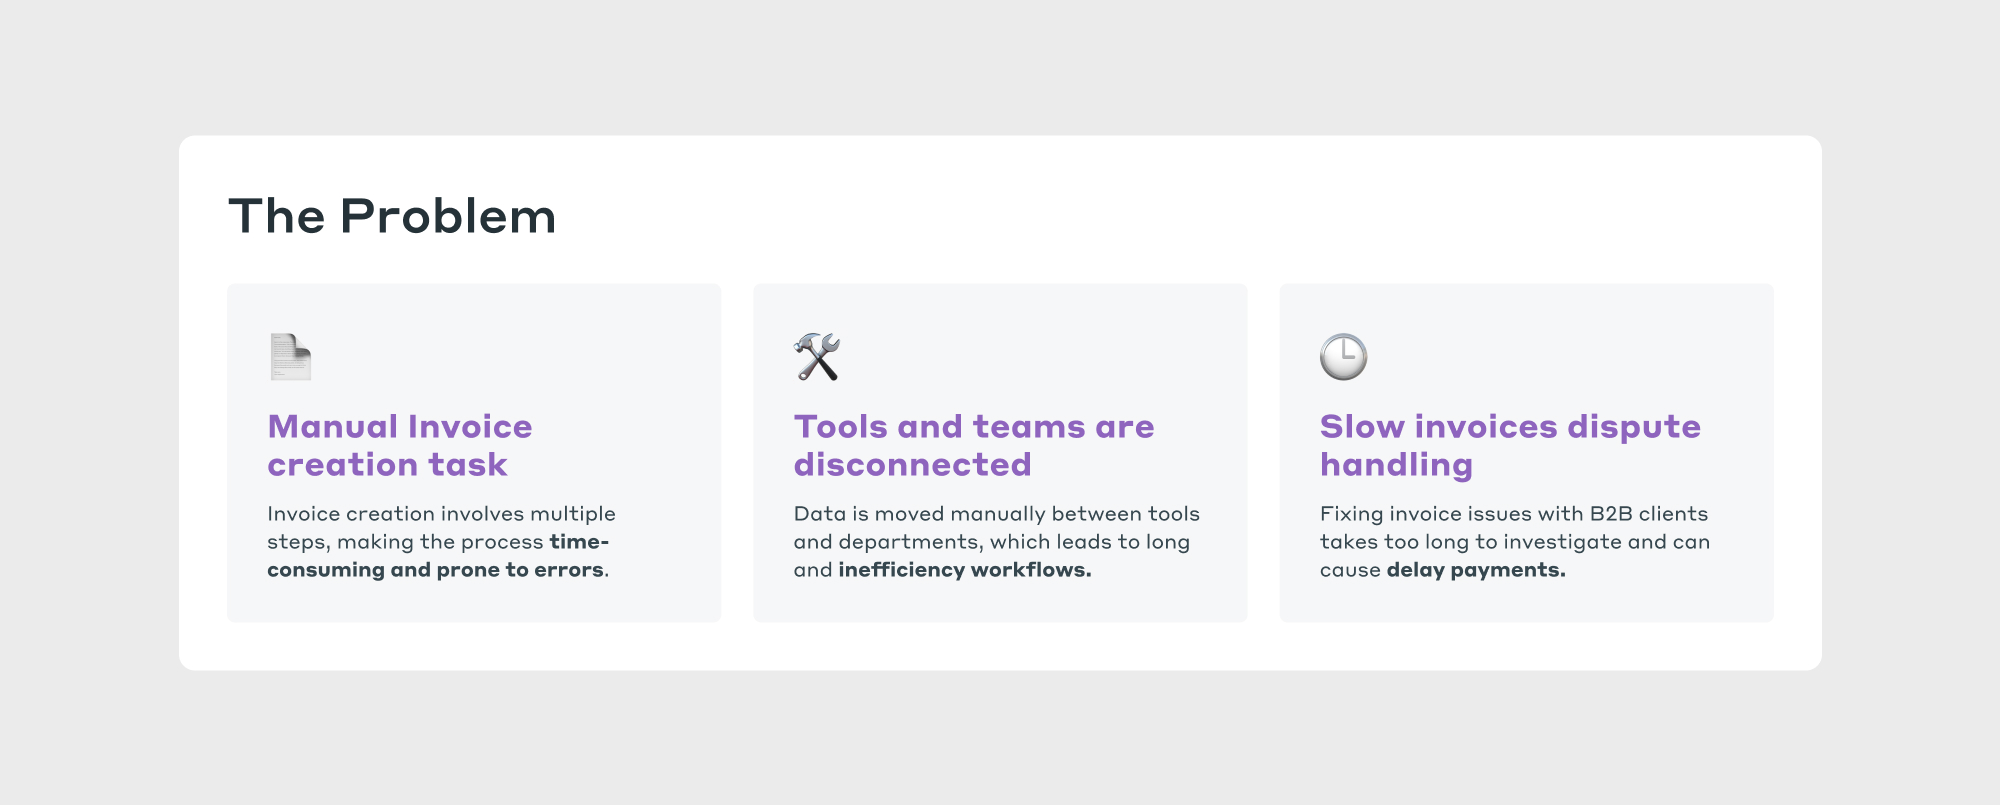 The Problem
Manual Invoice
creation task
Invoice creation involves multiple
steps, making the process time-
consuming and prone to errors.
Tools and teams are
disconnected
Data is moved manually between tools
and departments, which leads to long
and inefficiency workflows.
Slow invoices dispute
handling
Fixing invoice issues with B2B clients
takes too long to investigate and can
cause delay payments.